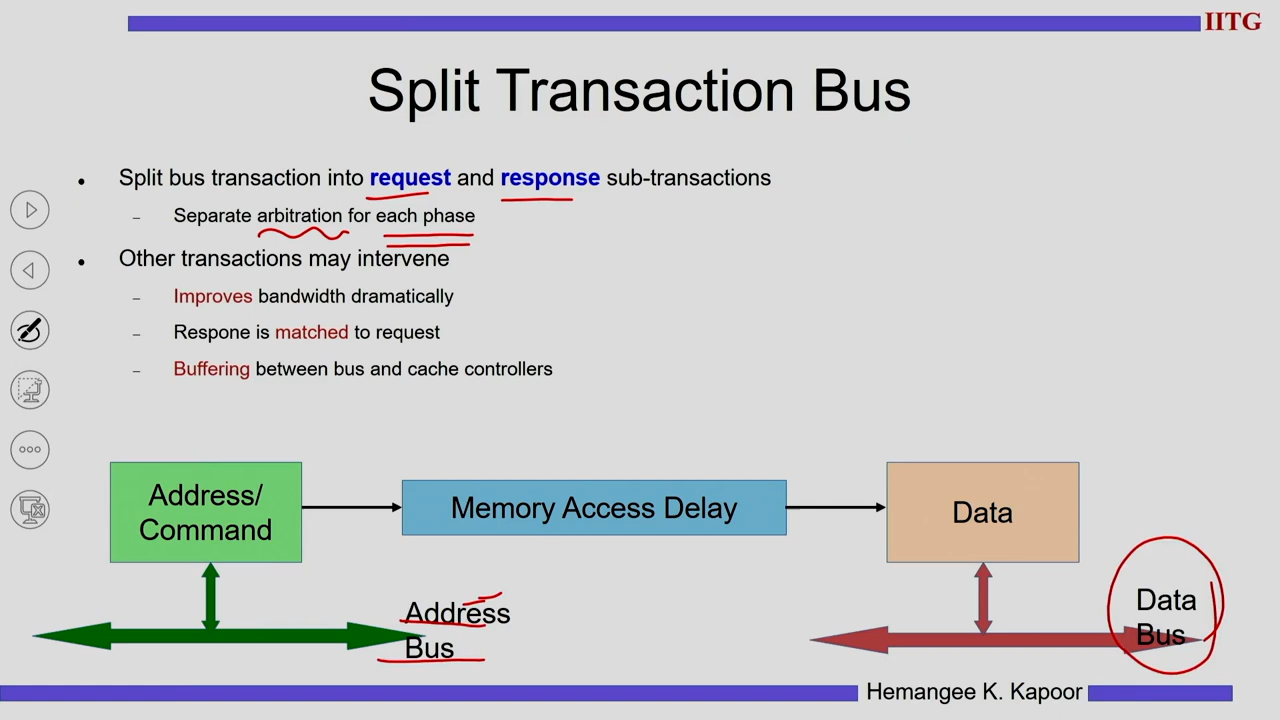 IITG
Split Transaction Bus
• Split bus transaction into request and response sub-transactions
– Separate arbitration for each phase
• Other transactions may intervene
– Improves bandwidth dramatically
– Respone is matched to request
– Buffering between bus and cache controllers
Address/
Command
Memory Access Delay
Data
Address
Bus
Data
Bus
Hemangee K. Kapoor